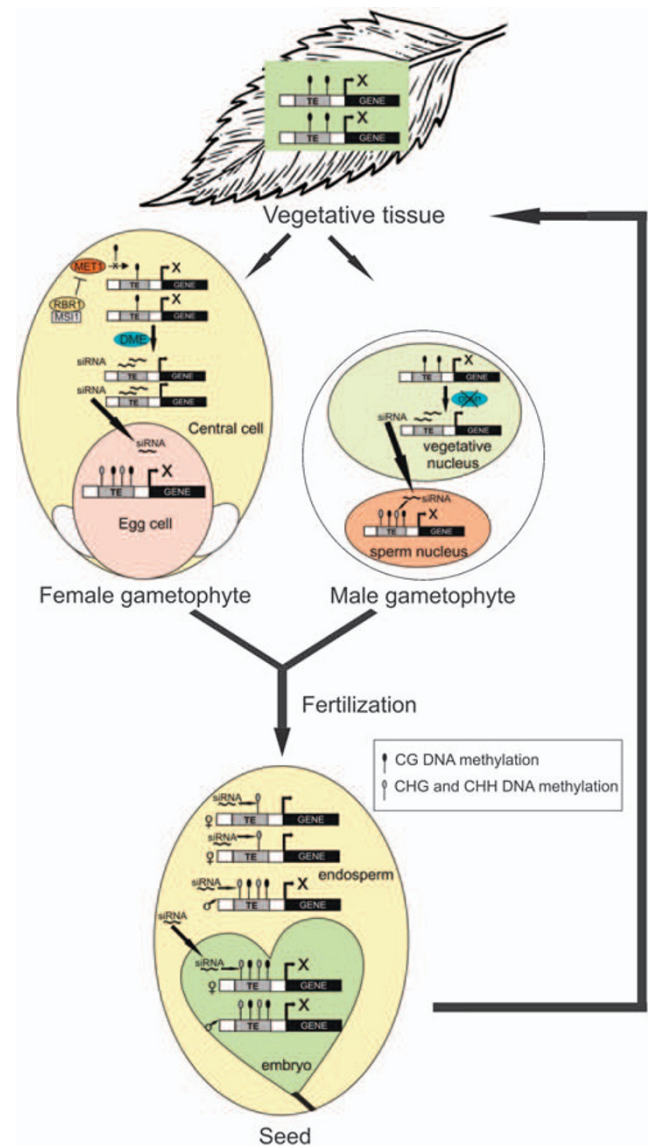 X
TE GENE
X
TE GENE
Vegetative tissue
MET1 X X
TE GENE
RBR1
MSI1 X
TE GENE
DME
siRNA
TE GENE
siRNA
TE GENE
Central cell
siRNA
X
TE GENE
Egg cell
X
TE GENE
siRNA
TE GENE
vegetative
nucleus
siRNA
X
TE GENE
sperm nucleus
Female gametophyte
Male gametophyte
Fertilization
CG DNA methylation
CHG and CHH DNA methylation
siRNA
♀ TE GENE
siRNA
♀ TE GENE
endosperm
siRNA X
♂ TE GENE
siRNA
siRNA X
♀ TE GENE
X
♂ TE GENE
embryo
Seed